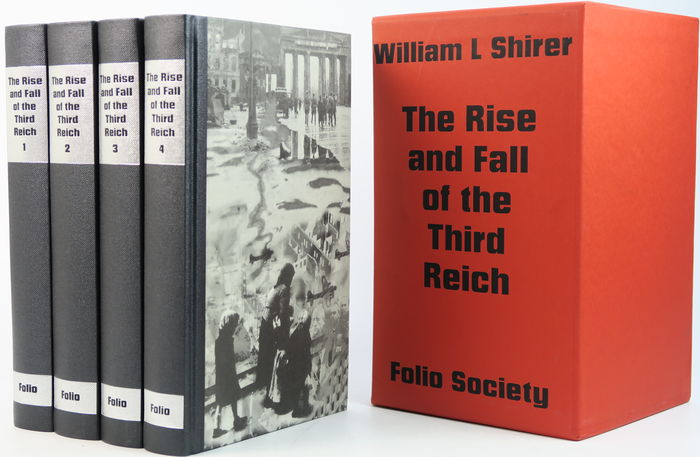 The Rise
and Fall
of the
Third
Reich
1
Folio
The Rise
and Fall
of the
Third
Reich
2
Folio
The Rise
and Fall
of the
Third
Reich
3
Folio
The Rise
and Fall
of the
Third
Reich
4
Folio
William L Shirer
The Rise
and Fall
of the
Third
Reich
Folio Society